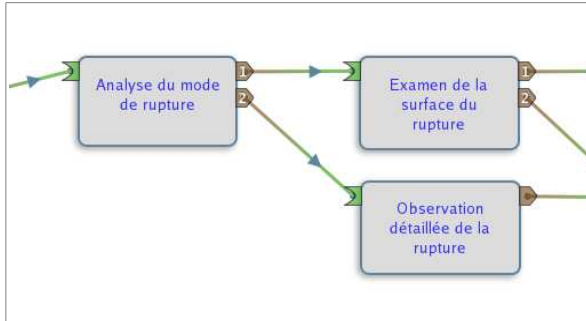 Analyse du mode
de rupture
1
2
Examen de la
surface du
rupture
1
2
Observation
détaillée de la
rupture